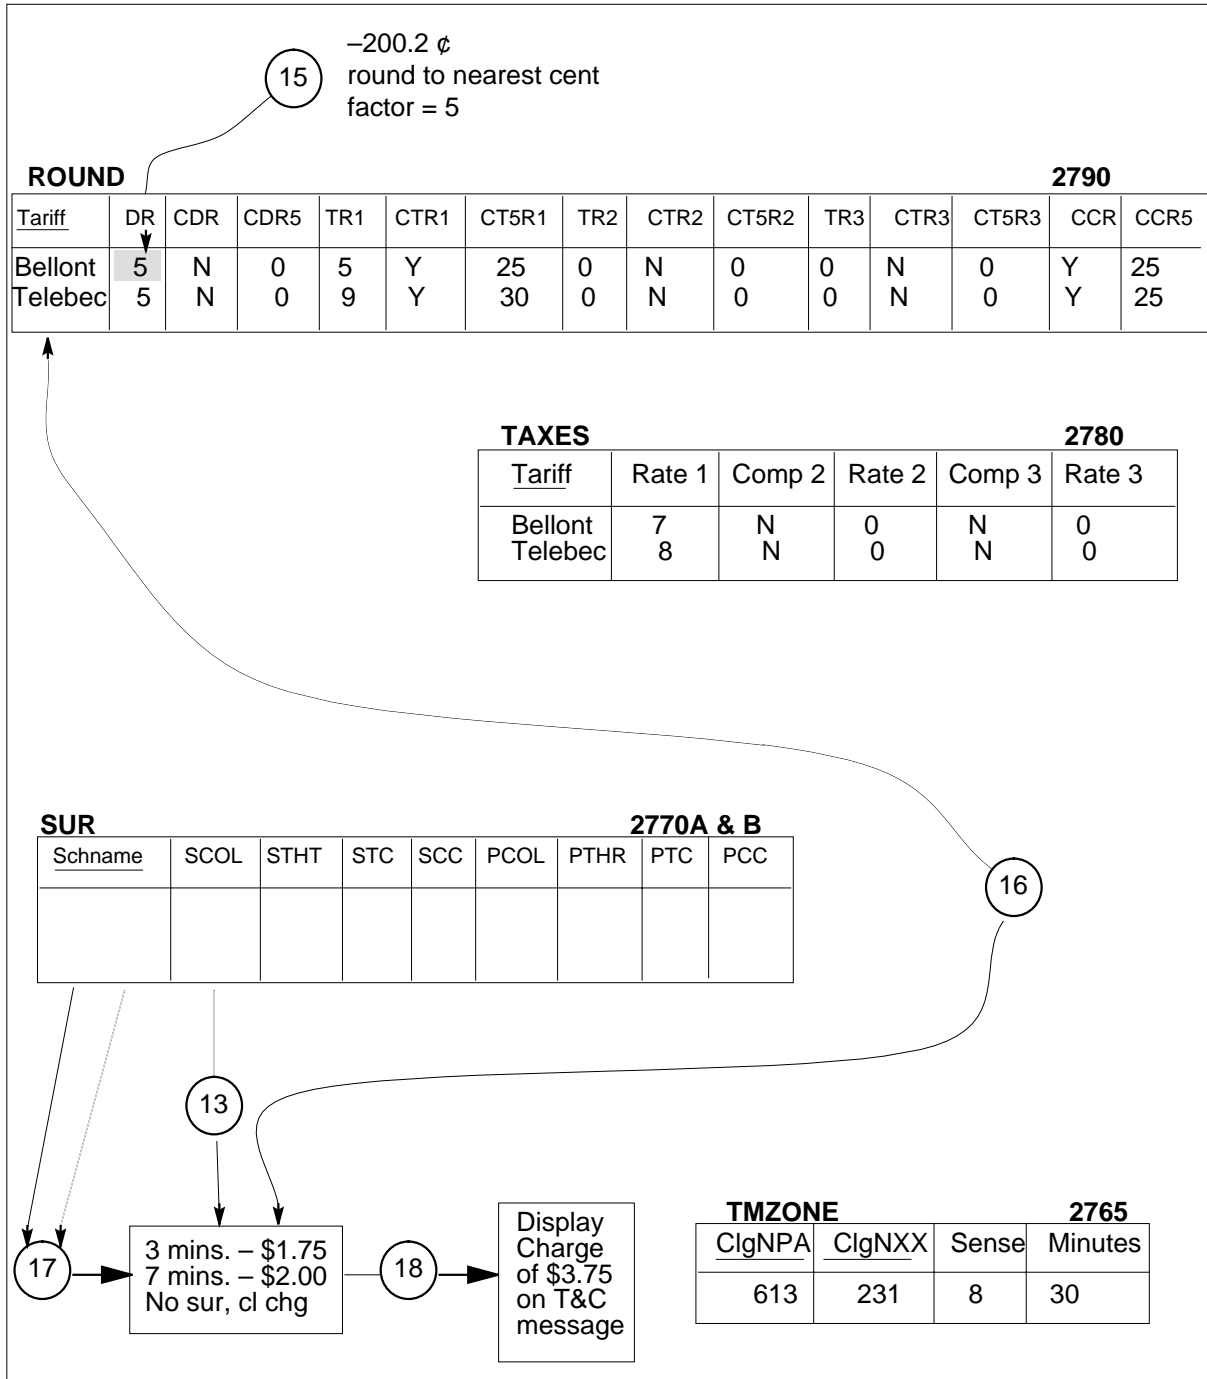 –200.2 ¢
15 round to nearest cent
factor = 5
ROUND 2790
Tariff DR CDR CDR5 TR1 CTR1 CT5R1 TR2 CTR2 CT5R2 TR3 CTR3 CT5R3 CCR CCR5
Bellont 5 N 0 5 Y 25 0 N 0 0 N 0 Y 25
Telebec 5 N 0 9 Y 30 0 N 0 0 N 0 Y 25
TAXES 2780
Tariff Rate 1 Comp 2 Rate 2 Comp 3 Rate 3
Bellont 7 N 0 N 0
Telebec 8 N 0 N 0
SUR 2770A & B
Schname SCOL STHT STC SCC PCOL PTHR PTC PCC
16
13
17
3 mins. – $1.75
7 mins. – $2.00
No sur, cl chg
18
Display
Charge
of $3.75
on T&C
message
TMZONE 2765
ClgNPA ClgNXX Sense Minutes
613 231 8 30